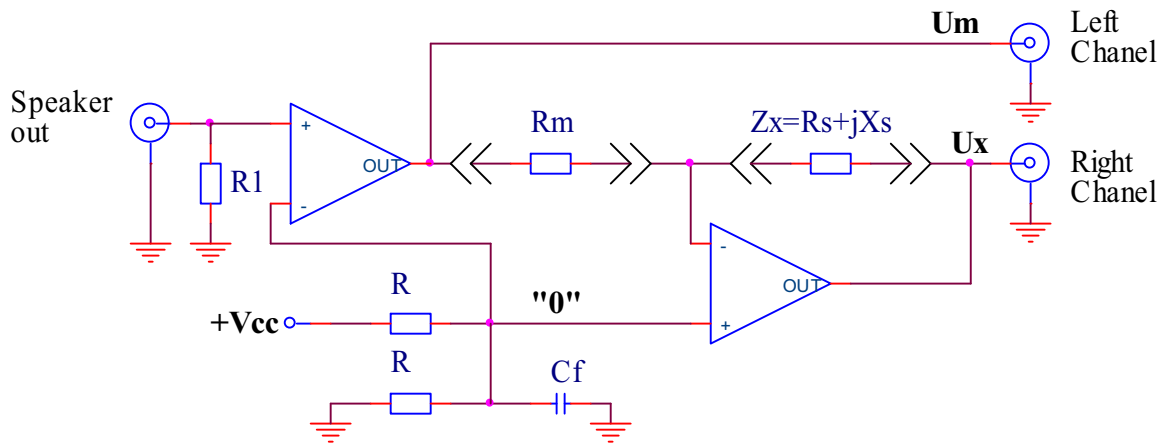 Um
Left
Chanel
Speaker
out
+
OUT
-
R1
Rm
Zx=Rs+jXs
Ux
Right
Chanel
-
OUT
+
R
"0"
+Vcc
R
Cf